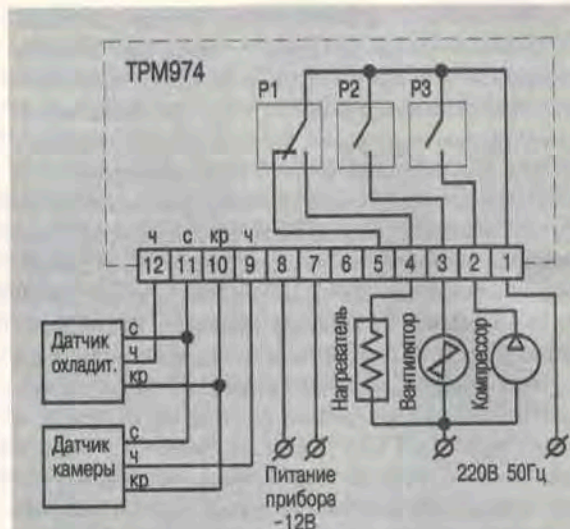 ТРМ974
Р1 Р2 Р3
ч с кр ч
12 11 10 9 8 7 6 5 4 3 2 1
Датчик
охладит.
с
ч
кр
Датчик
камеры
с
ч
кр
Питание
прибора
~12В
Нагреватель
Вентилятор
Компрессор
220В 50Гц